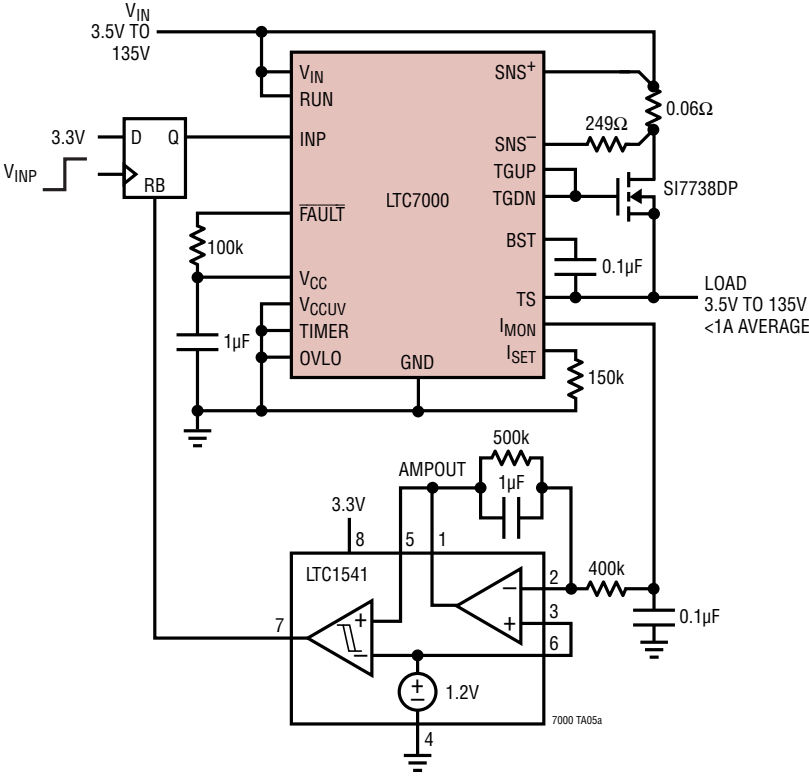 VIN
3.5V TO
135V
VIN
RUN
SNS+
0.06Ω
249Ω
SNS−
3.3V
D
Q
INP
VINP
RB
TGUP
TGDN
SI7738DP
LTC7000
FAULT
100k
BST
0.1µF
VCC
VCCUV
TS
LOAD
3.5V TO 135V
<1A AVERAGE
TIMER
IMON
1µF
OVLO
GND
ISET
150k
500k
AMPOUT
1µF
3.3V
8
5
1
LTC1541
2
400k
−
3
+
0.1µF
7
+
−
6
+
−
1.2V
7000 TA05a
4